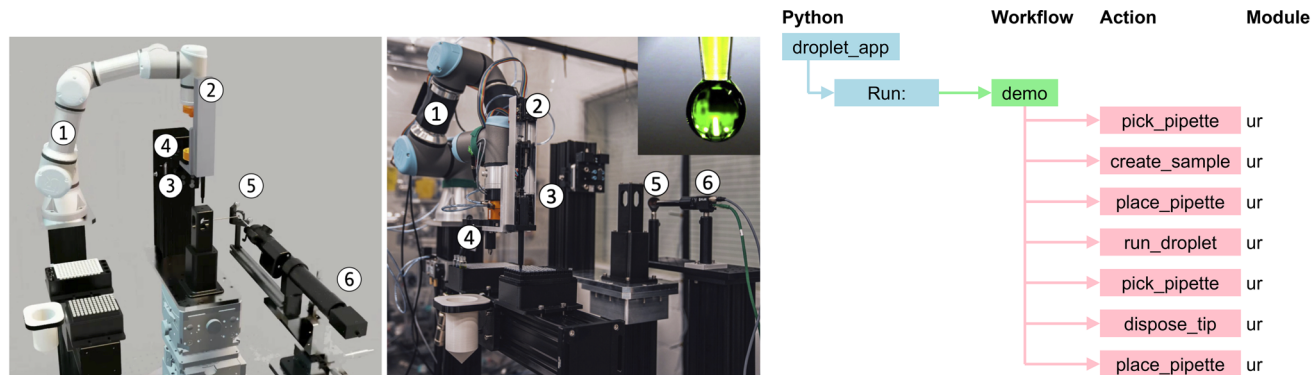 1
2
4
3
5
6
1
2
3
4
5
6
Python Workflow Action Module
droplet_app
Run: demo
pick_pipette ur
create_sample ur
place_pipette ur
run_droplet ur
pick_pipette ur
dispose_tip ur
place_pipette ur